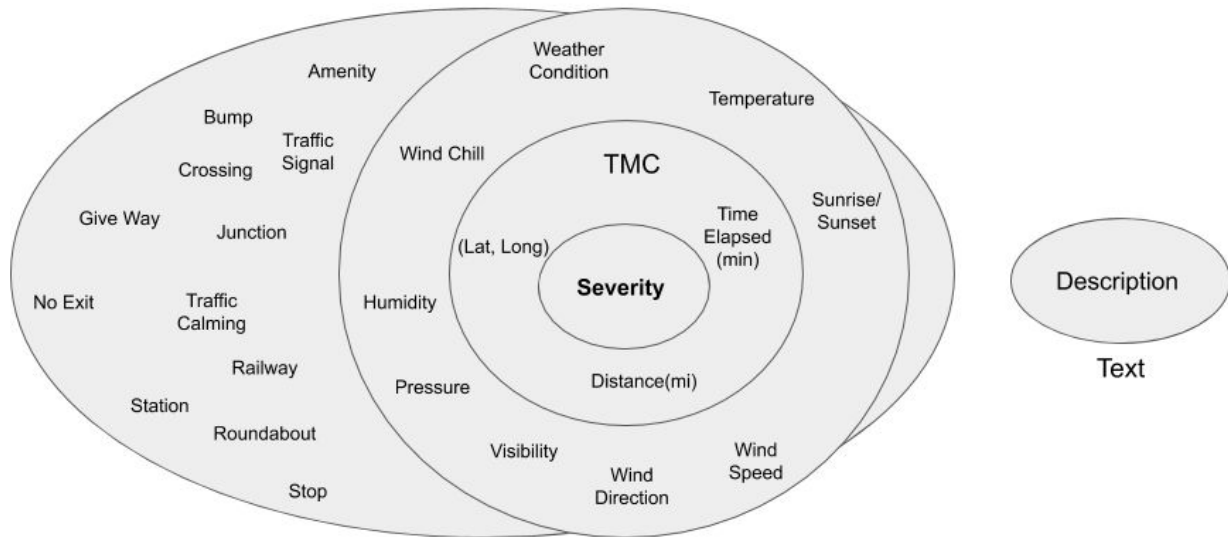 Weather
Condition
Amenity
Temperature
Bump
Traffic
Signal
Wind Chill
TMC
Crossing
Sunrise/
Sunset
Give Way
Junction
(Lat, Long)
Time
Elapsed
(min)
Severity
Description
No Exit
Traffic
Calming
Humidity
Railway
Text
Pressure
Distance(mi)
Station
Roundabout
Visibility
Wind
Speed
Wind
Direction
Stop